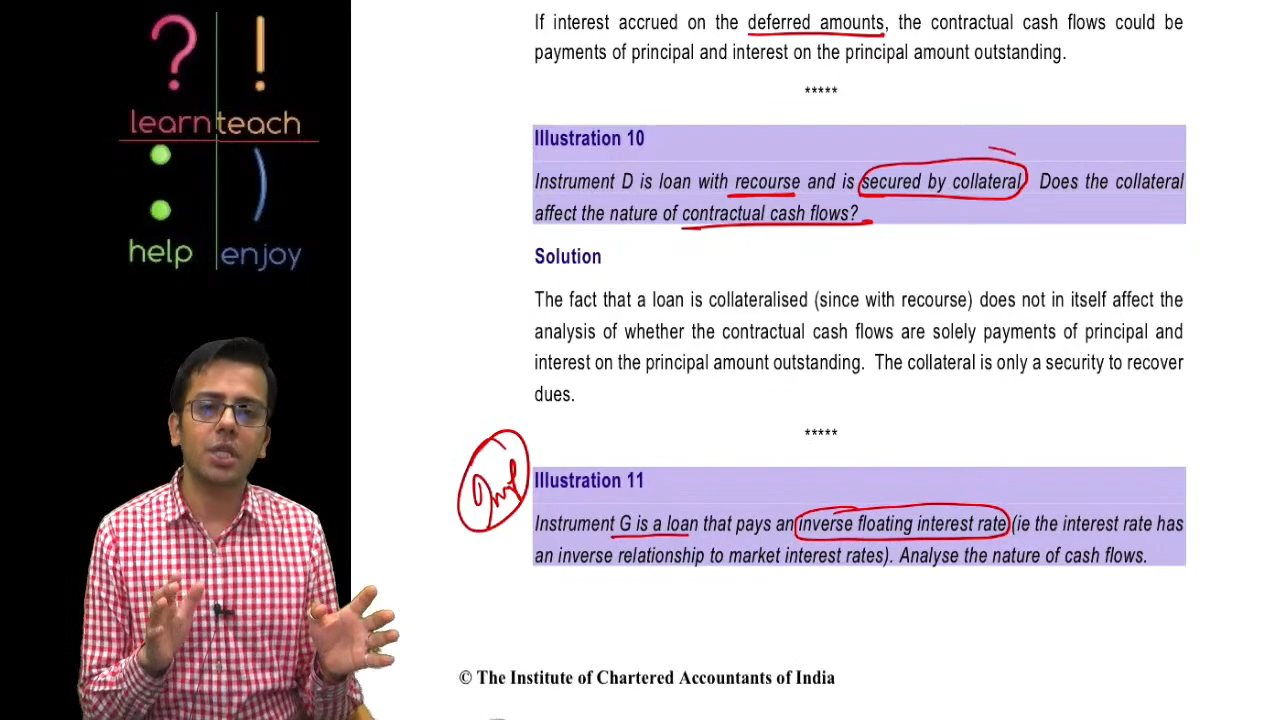 ?
!
learn teach
:
)
help enjoy
If interest accrued on the deferred amounts, the contractual cash flows could be
payments of principal and interest on the principal amount outstanding.
*****
Illustration 10
Instrument D is loan with recourse and is secured by collateral. Does the collateral
affect the nature of contractual cash flows?
Solution
The fact that a loan is collateralised (since with recourse) does not in itself affect the
analysis of whether the contractual cash flows are solely payments of principal and
interest on the principal amount outstanding. The collateral is only a security to recover
dues.
*****
Imp
Illustration 11
Instrument G is a loan that pays an inverse floating interest rate (ie the interest rate has
an inverse relationship to market interest rates). Analyse the nature of cash flows.
© The Institute of Chartered Accountants of India